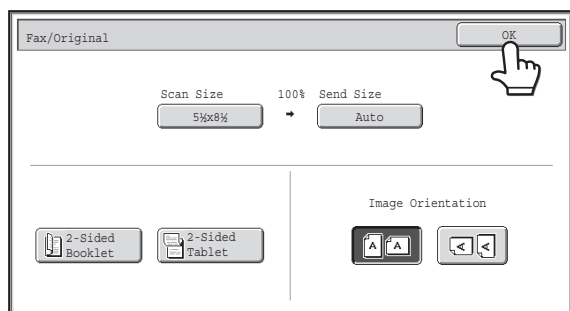 Fax/Original
OK
Scan Size 100% Send Size
5½x8½ → Auto
Image Orientation
2-Sided
Booklet
2-Sided
Tablet
A A
A A